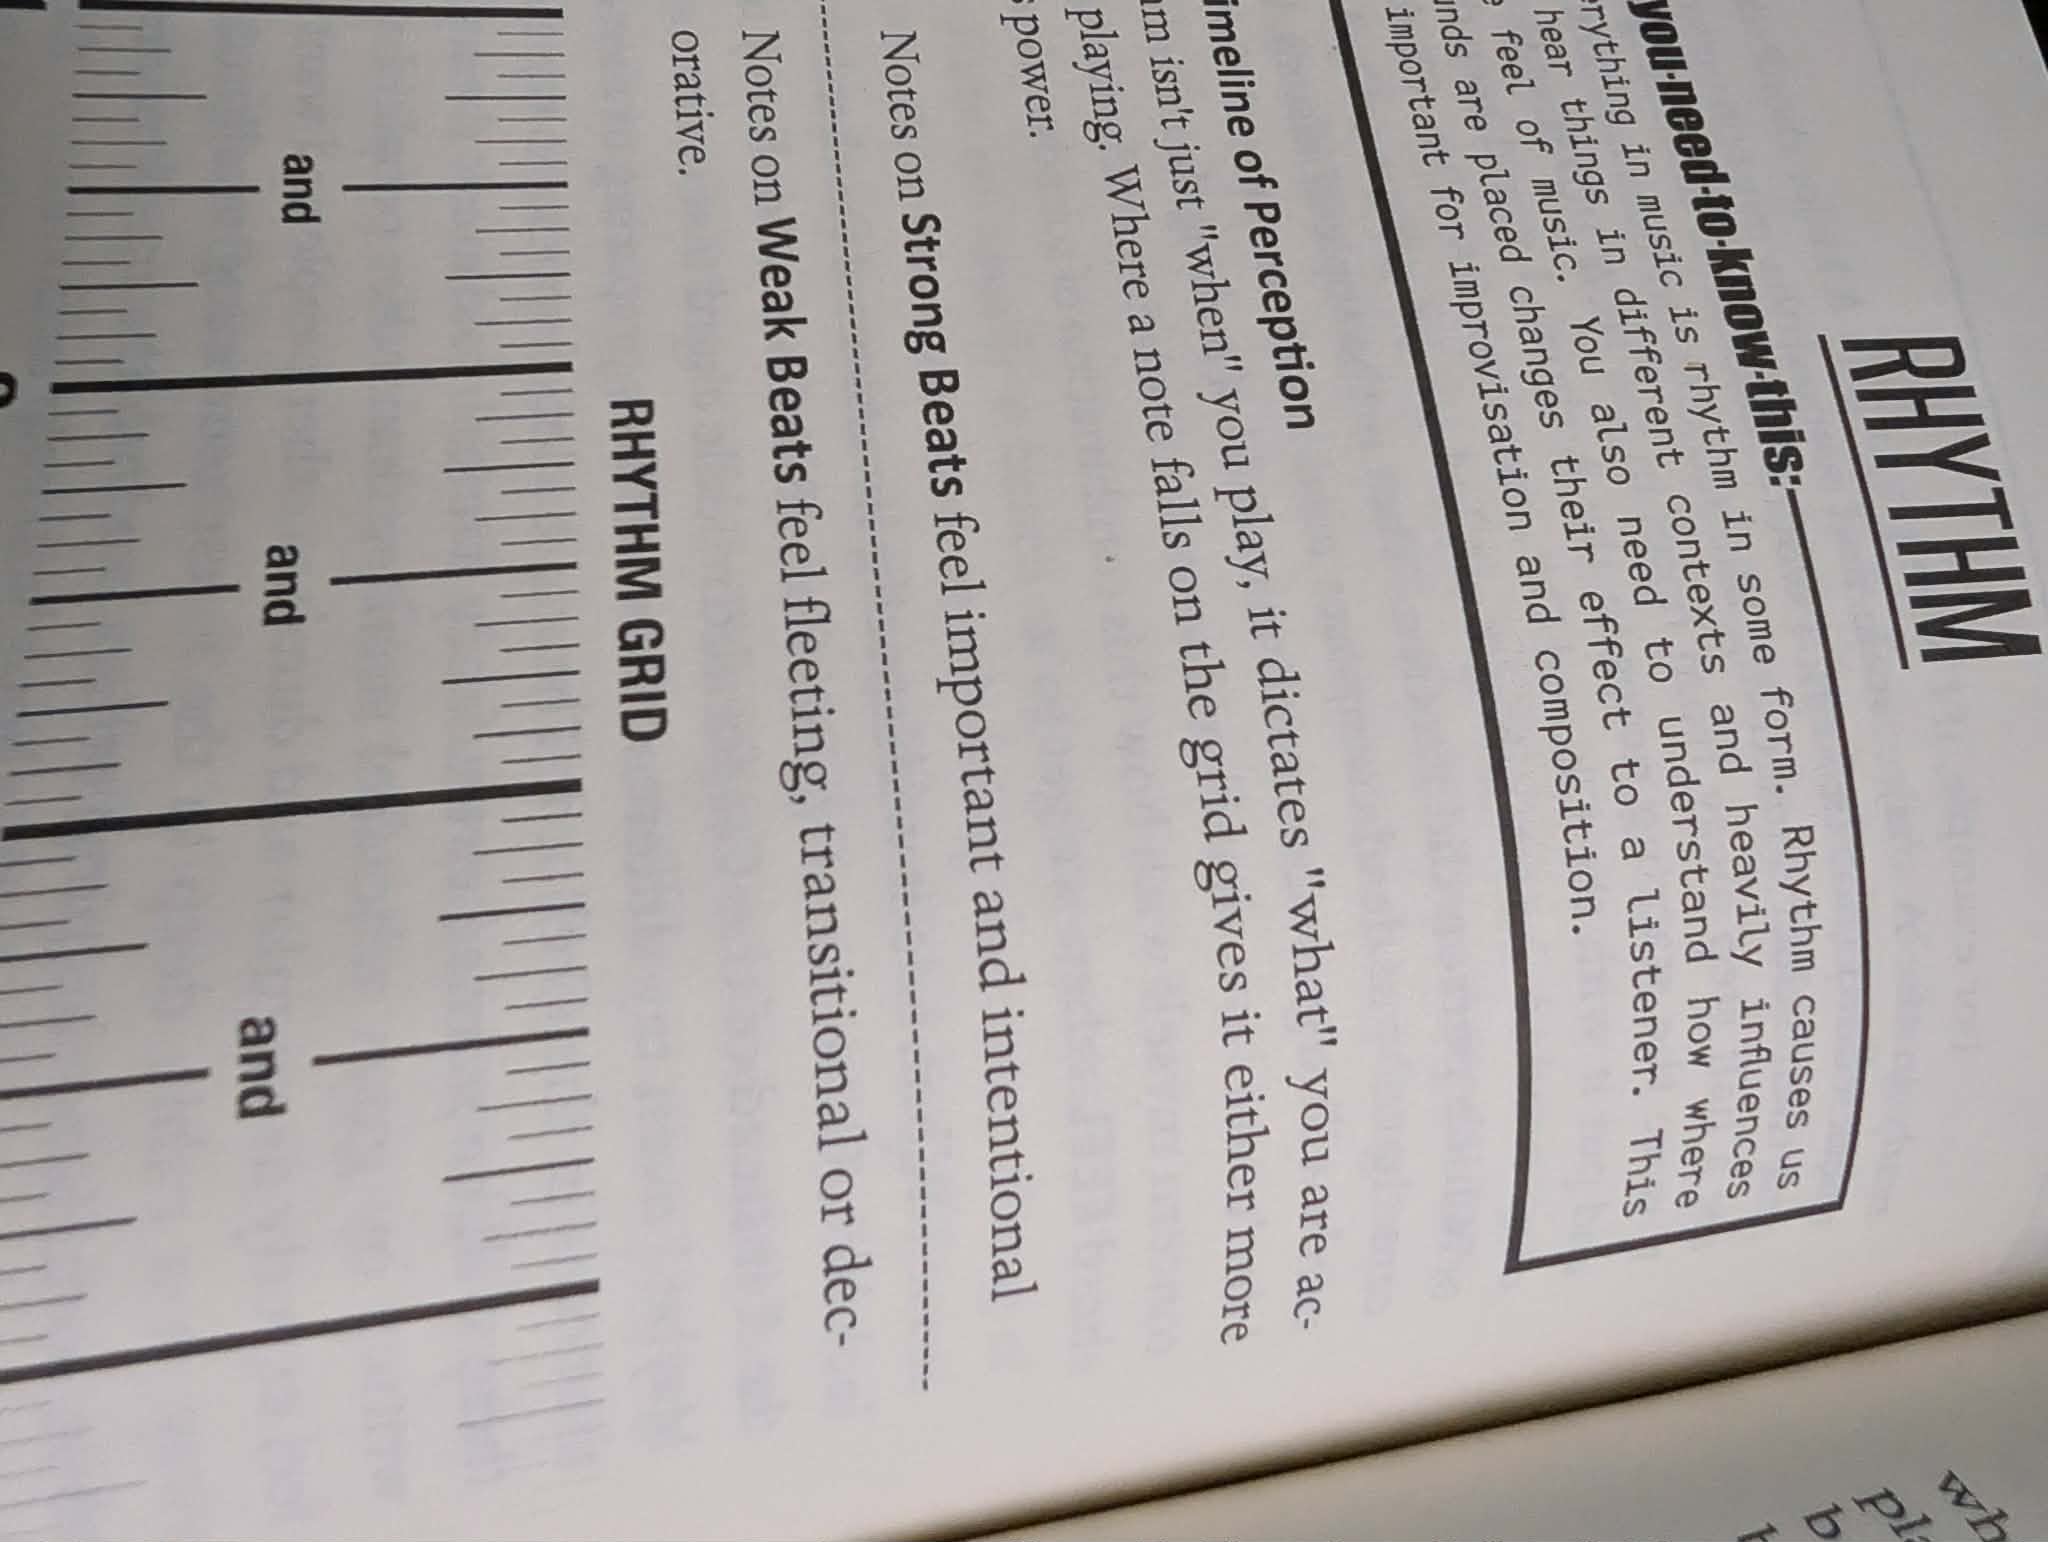 RHYTHM
you-need-to-know-this:
in music is rhythm in some form. Rhythm causes us
hear things in different contexts and heavily influences
feel of music. You also need to understand how where
are placed changes their effect to a listener. This
important for improvisation and composition.
of Perception
isn't just "when" you play, it dictates "what" you are ac-
playing. Where a note falls on the grid gives it either more
power.
Notes on Strong Beats feel important and intentional
Notes on Weak Beats feel fleeting, transitional or dec-
orative.
RHYTHM GRID
and and and